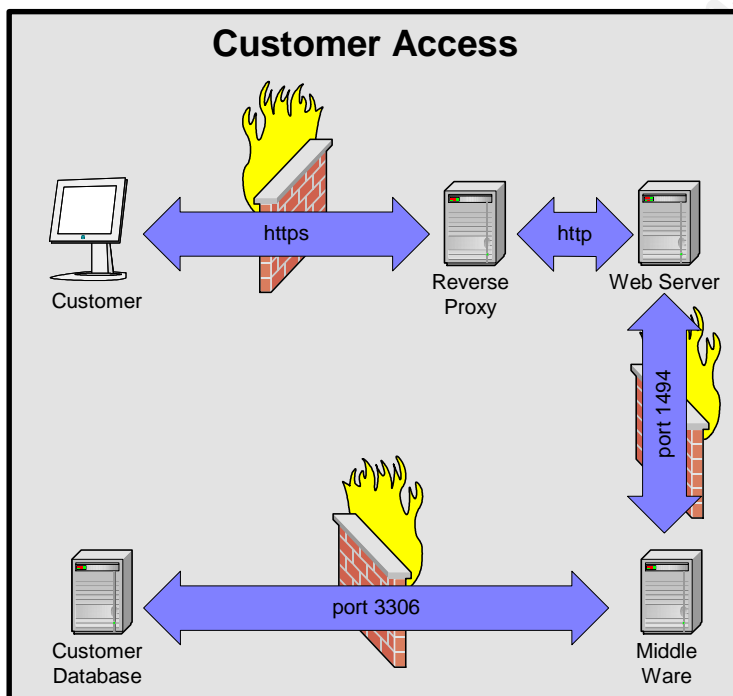 Customer Access
https
http
Customer
Reverse
Proxy
Web Server
port 1494
port 3306
Customer
Database
Middle
Ware